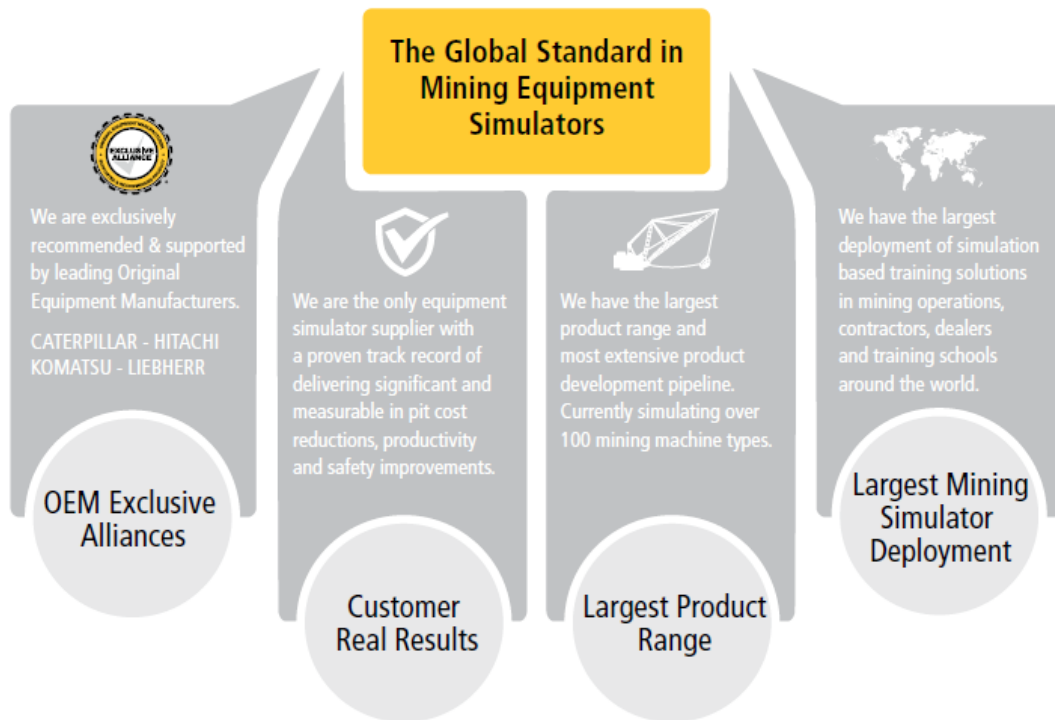 The Global Standard in
Mining Equipment
Simulators
EXCLUSIVE
ALLIANCE
We are exclusively
recommended & supported
by leading Original
Equipment Manufacturers.
CATERPILLAR - HITACHI
KOMATSU - LIEBHERR
OEM Exclusive
Alliances
We are the only equipment
simulator supplier with
a proven track record of
delivering significant and
measurable in pit cost
reductions, productivity
and safety improvements.
Customer
Real Results
We have the largest
product range and
most extensive product
development pipeline.
Currently simulating over
100 mining machine types.
Largest Product
Range
We have the largest
deployment of simulation
based training solutions
in mining operations,
contractors, dealers
and training schools
around the world.
Largest Mining
Simulator
Deployment